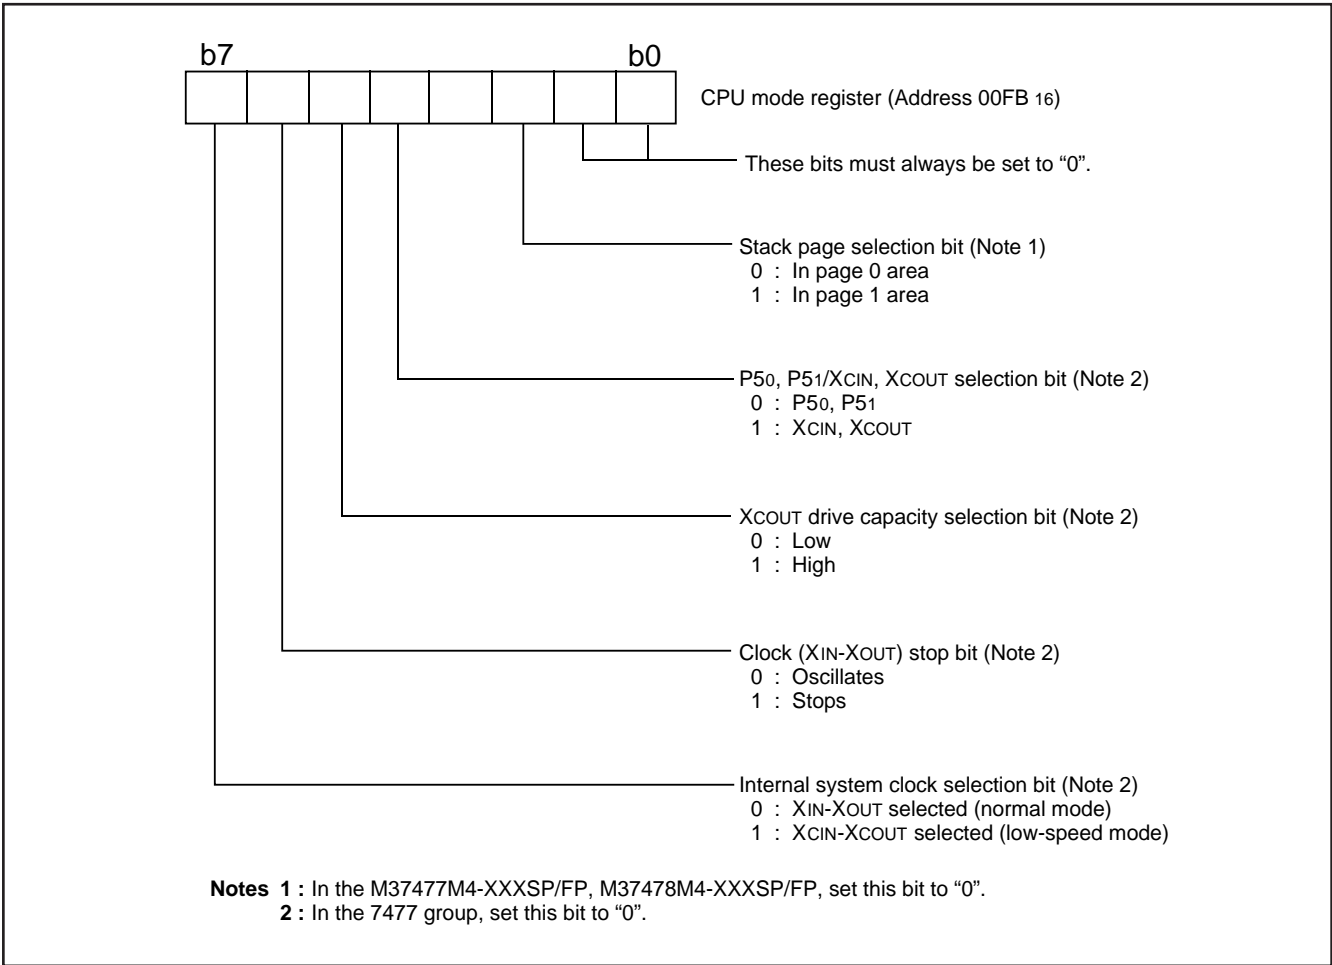 b7 b0
CPU mode register (Address 00FB 16)
These bits must always be set to “0”.
Stack page selection bit (Note 1)
0 : In page 0 area
1 : In page 1 area
P50, P51/XCIN, XCOUT selection bit (Note 2)
0 : P50, P51
1 : XCIN, XCOUT
XCOUT drive capacity selection bit (Note 2)
0 : Low
1 : High
Clock (XIN-XOUT) stop bit (Note 2)
0 : Oscillates
1 : Stops
Internal system clock selection bit (Note 2)
0 : XIN-XOUT selected (normal mode)
1 : XCIN-XCOUT selected (low-speed mode)
Notes 1 : In the M37477M4-XXXSP/FP, M37478M4-XXXSP/FP, set this bit to “0”.
2 : In the 7477 group, set this bit to “0”.